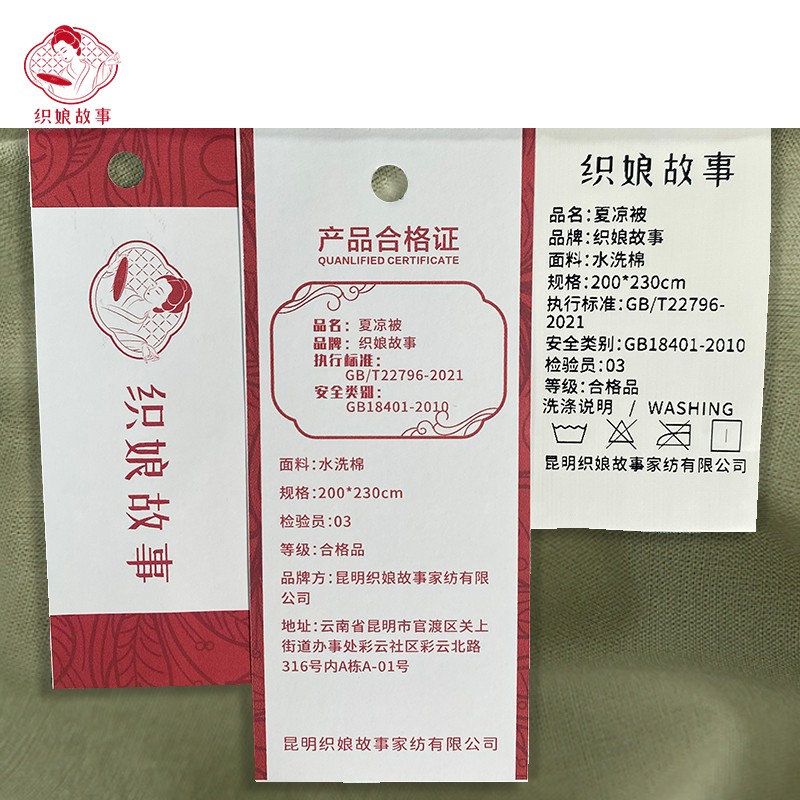 织娘故事
织娘故事
产品合格证
QUANLIFIED CERTIFICATE
品名：夏凉被
品牌：织娘故事
执行标准：
GB/T22796-2021
安全类别：
GB18401-2010
面料:水洗棉
规格:200*230cm
检验员:03
等级:合格品
品牌方:昆明织娘故事家纺有限
公司
地址:云南省昆明市官渡区关上
街道办事处彩云社区彩云北路
316号内A栋A-01号
昆明织娘故事家纺有限公司
织娘故事
品名:夏凉被
品牌:织娘故事
面料:水洗棉
规格:200*230cm
执行标准:GB/T22796-
2021
安全类别:GB18401-2010
检验员:03
等级:合格品
洗涤说明 / WASHING
昆明织娘故事家纺有限公司